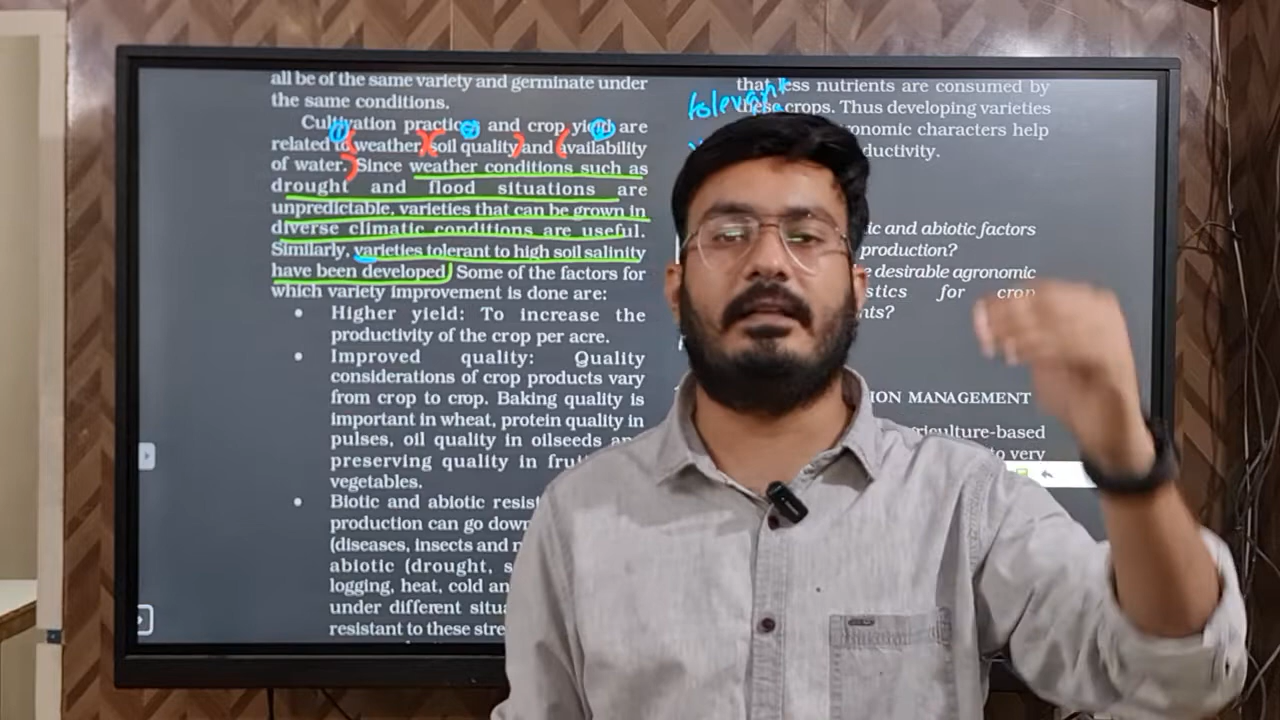 all be of the same variety and germinate under
the same conditions.
Cultivation practices and crop yield are
related to weather, soil quality and availability
of water. Since weather conditions such as
drought and flood situations are
unpredictable, varieties that can be grown in
diverse climatic conditions are useful.
Similarly, varieties tolerant to high soil salinity
have been developed. Some of the factors for
which variety improvement is done are:
• Higher yield: To increase the
productivity of the crop per acre.
• Improved quality: Quality
considerations of crop products vary
from crop to crop. Baking quality is
important in wheat, protein quality in
pulses, oil quality in oilseeds
preserving quality in
vegetables.
• Biotic and abiotic
production can go down
(diseases, insects and
abiotic (drought,
logging, heat, cold
under different
resistant to these
tolerant
that less nutrients are consumed by
these crops. Thus developing varieties
characters help
and abiotic factors
production?
desirable agronomic
for crop
MANAGEMENT
to very